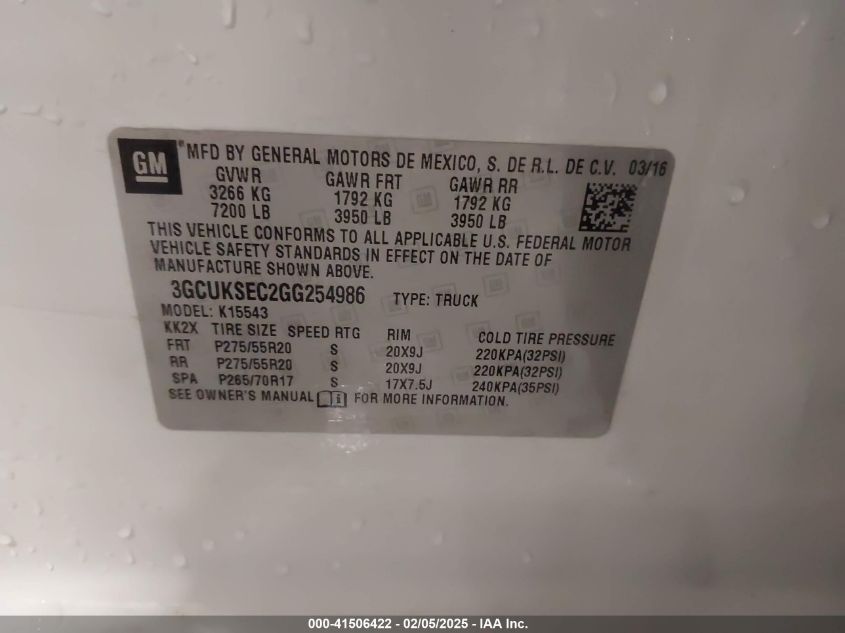 GM
® MFD BY GENERAL MOTORS DE MEXICO, S. DE R.L. DE C.V. 03/16
GVWR GAWR FRT GAWR RR
3266 KG 1792 KG 1792 KG
7200 LB 3950 LB 3950 LB
THIS VEHICLE CONFORMS TO ALL APPLICABLE U.S. FEDERAL MOTOR
VEHICLE SAFETY STANDARDS IN EFFECT ON THE DATE OF
MANUFACTURE SHOWN ABOVE.
3GCUKSEC2GG254986 TYPE: TRUCK
MODEL: K15543
KK2X TIRE SIZE SPEED RTG RIM COLD TIRE PRESSURE
FRT P275/55R20 S 20X9J 220KPA(32PSI)
RR P275/55R20 S 20X9J 220KPA(32PSI)
SPA P265/70R17 S 17X7.5J 240KPA(35PSI)
SEE OWNER'S MANUAL i FOR MORE INFORMATION.
000-41506422 - 02/05/2025 - IAA Inc.